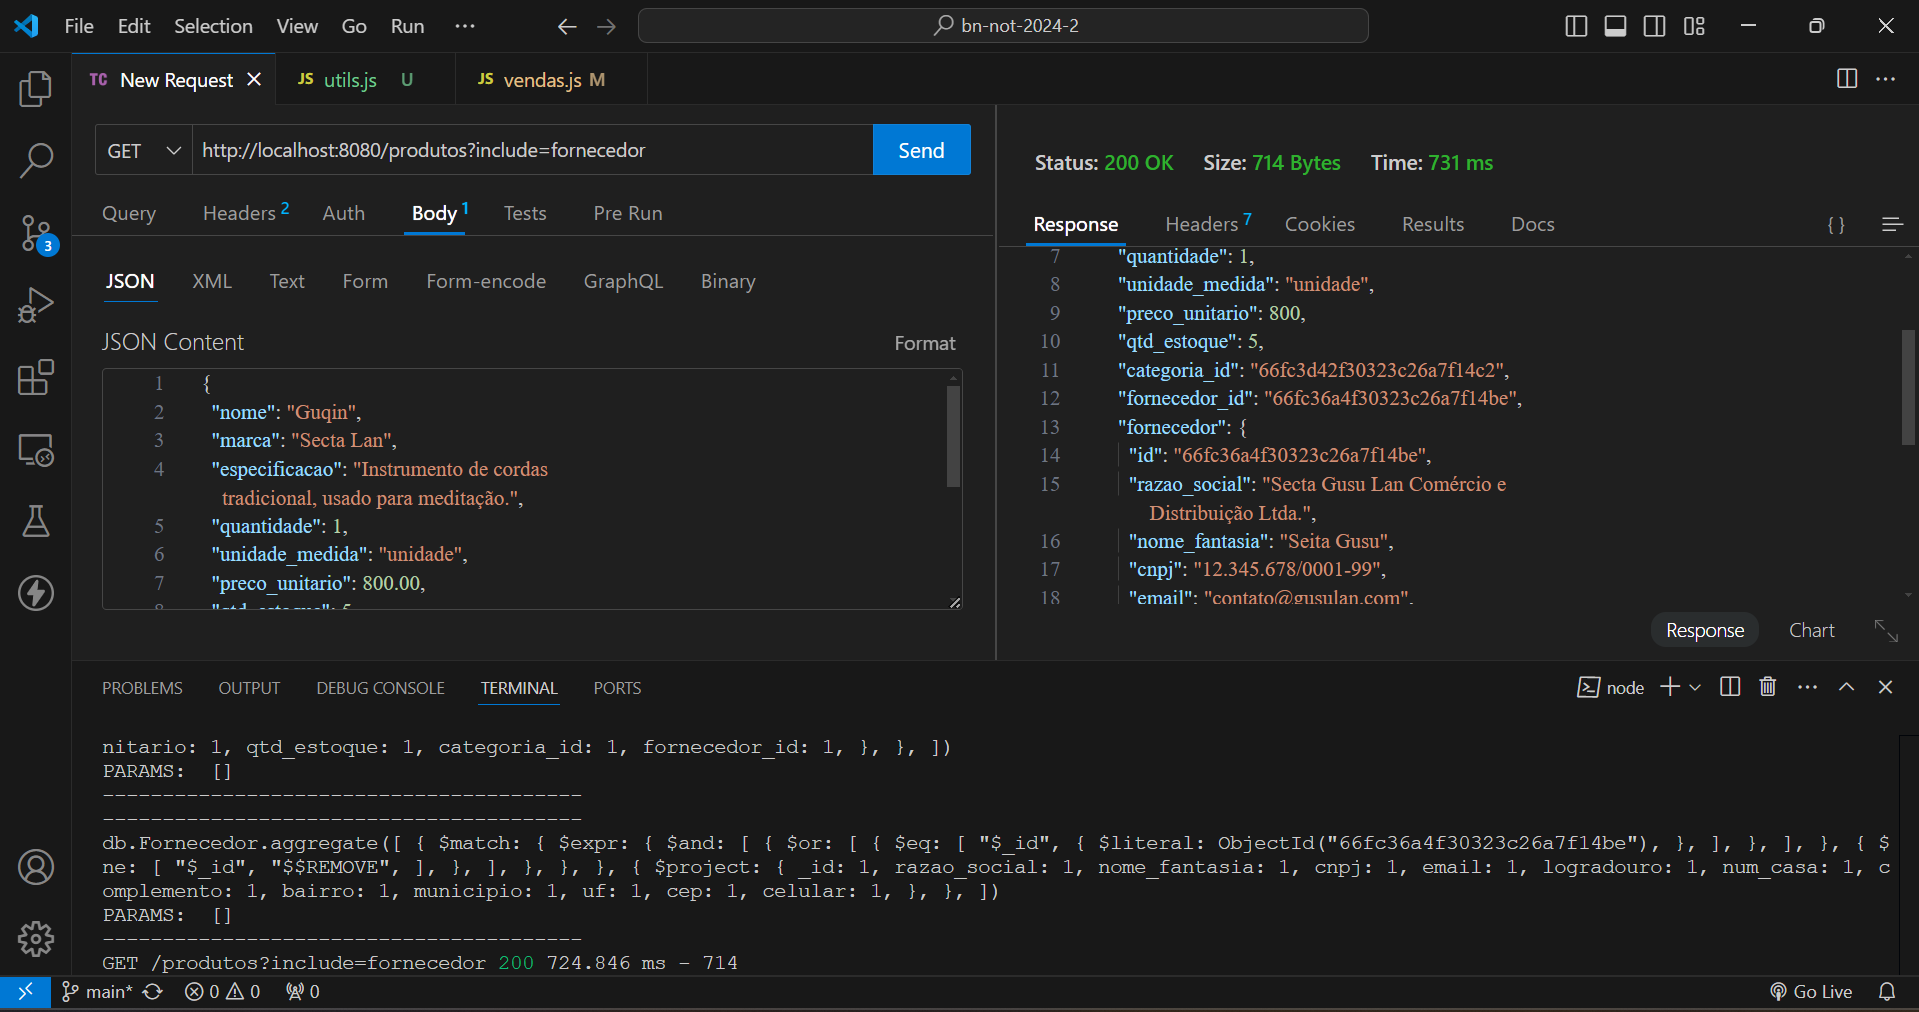 File Edit Selection View Go Run ··· bn-not-2024-2
TC New Request JS utils.js U JS vendas.js M
GET http://localhost:8080/produtos?include=fornecedor Send
Query Headers 2 Auth Body 1 Tests Pre Run
JSON XML Text Form Form-encode GraphQL Binary
JSON Content Format
1 {
2 "nome": "Guqin",
3 "marca": "Secta Lan",
4 "especificacao": "Instrumento de cordas
tradicional, usado para meditação.",
5 "quantidade": 1,
6 "unidade_medida": "unidade",
7 "preco_unitario": 800.00,
8 "qtd_estoque": 5
Status: 200 OK Size: 714 Bytes Time: 731 ms
Response Headers 7 Cookies Results Docs { }
7 "quantidade": 1,
8 "unidade_medida": "unidade",
9 "preco_unitario": 800,
10 "qtd_estoque": 5,
11 "categoria_id": "66fc3d42f30323c26a7f14c2",
12 "fornecedor_id": "66fc36a4f30323c26a7f14be",
13 "fornecedor": {
14 "id": "66fc36a4f30323c26a7f14be",
15 "razao_social": "Secta Gusu Lan Comércio e
Distribuição Ltda.",
16 "nome_fantasia": "Seita Gusu",
17 "cnpj": "12.345.678/0001-99",
18 "email": "contato@gusulan.com",
Response Chart
3
PROBLEMS OUTPUT DEBUG CONSOLE TERMINAL PORTS node
nitario: 1, qtd_estoque: 1, categoria_id: 1, fornecedor_id: 1, }, }, ])
PARAMS: []
----------------------------------------
----------------------------------------
db.Fornecedor.aggregate([ { $match: { $expr: { $and: [ { $or: [ { $eq: [ "$_id", { $literal: ObjectId("66fc36a4f30323c26a7f14be"), }, ], }, ], }, { $
ne: [ "$_id", "$$REMOVE", ], }, ], }, }, }, { $project: { _id: 1, razao_social: 1, nome_fantasia: 1, cnpj: 1, email: 1, logradouro: 1, num_casa: 1, c
omplemento: 1, bairro: 1, municipio: 1, uf: 1, cep: 1, celular: 1, }, }, ])
PARAMS: []
----------------------------------------
GET /produtos?include=fornecedor 200 724.846 ms - 714
main* 0 0 0 Go Live